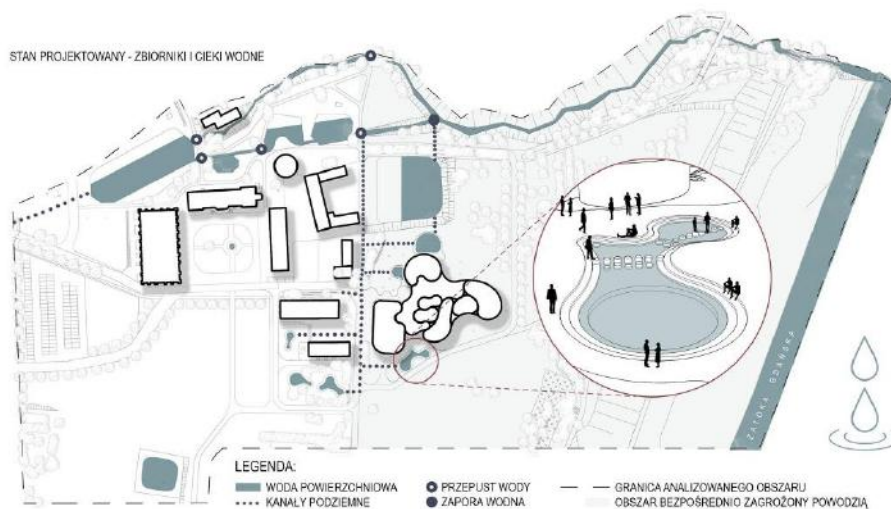 STAN PROJEKTOWANY - ZBIORNIKI I CIEKI WODNE
ZATOKA GDAŃSKA
LEGENDA:
WODA POWIERZCHNIOWA
KANAŁY PODZIEMNE
PRZEPUST WODY
ZAPORA WODNA
GRANICA ANALIZOWANEGO OBSZARU
OBSZAR BEZPOŚREDNIO ZAGROŻONY POWODZIĄ